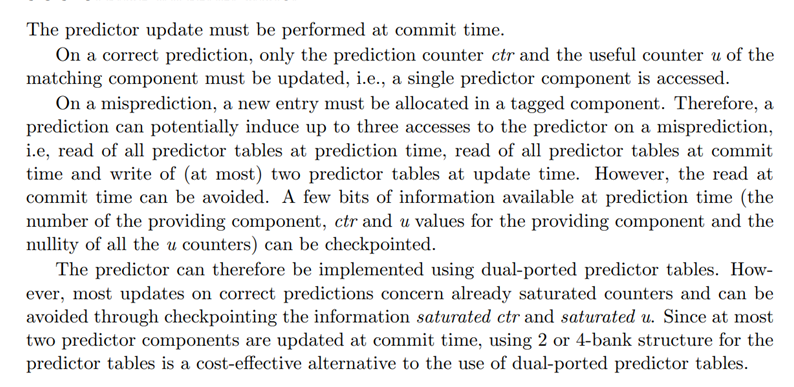 The predictor update must be performed at commit time.
On a correct prediction, only the prediction counter ctr and the useful counter u of the
matching component must be updated, i.e., a single predictor component is accessed.
On a misprediction, a new entry must be allocated in a tagged component. Therefore, a
prediction can potentially induce up to three accesses to the predictor on a misprediction,
i.e, read of all predictor tables at prediction time, read of all predictor tables at commit
time and write of (at most) two predictor tables at update time. However, the read at
commit time can be avoided. A few bits of information available at prediction time (the
number of the providing component, ctr and u values for the providing component and the
nullity of all the u counters) can be checkpointed.
The predictor can therefore be implemented using dual-ported predictor tables. How-
ever, most updates on correct predictions concern already saturated counters and can be
avoided through checkpointing the information saturated ctr and saturated u. Since at most
two predictor components are updated at commit time, using 2 or 4-bank structure for the
predictor tables is a cost-effective alternative to the use of dual-ported predictor tables.